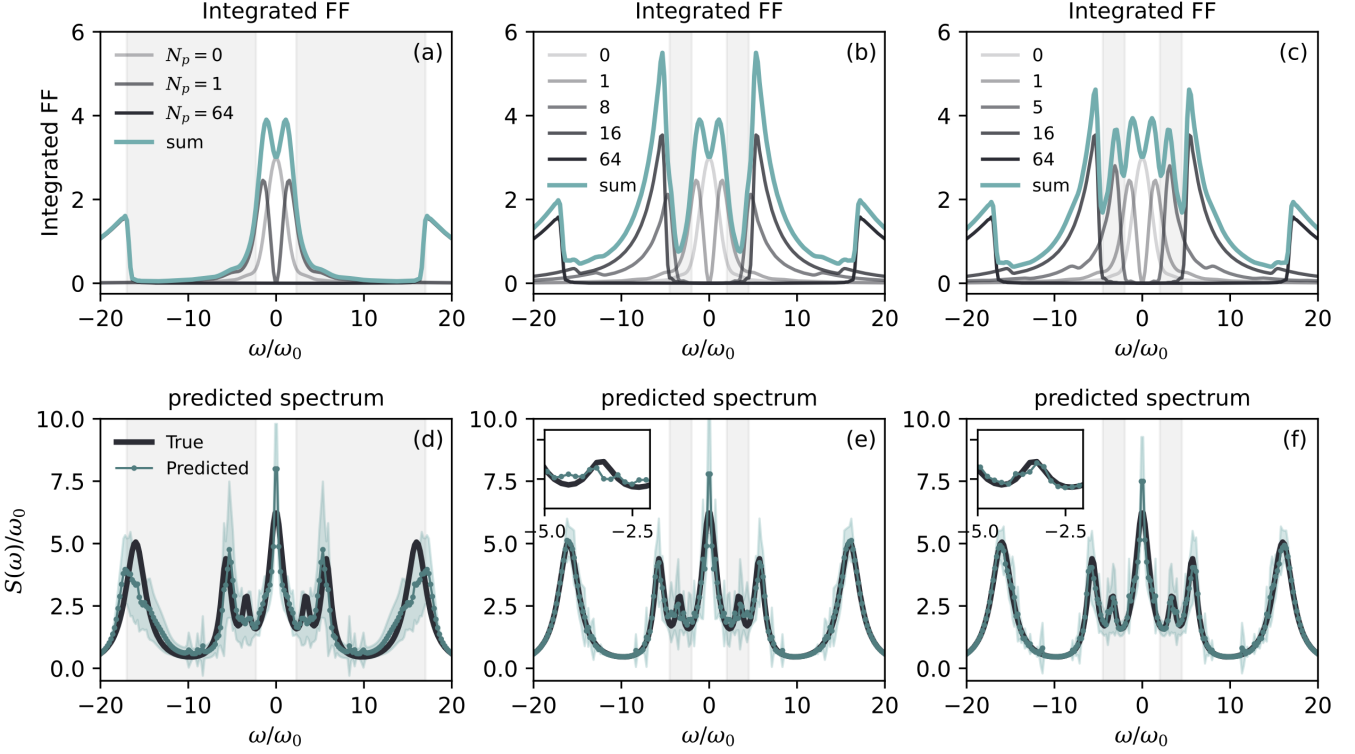 Integrated FF
Integrated FF
Integrated FF
(a)
N_p = 0
N_p = 1
N_p = 64
sum
6
4
2
0
Integrated FF
−20 −10 0 10 20
ω/ω₀
(b)
0
1
8
16
64
sum
6
4
2
0
−20 −10 0 10 20
ω/ω₀
(c)
0
1
5
16
64
sum
6
4
2
0
−20 −10 0 10 20
ω/ω₀
predicted spectrum
predicted spectrum
predicted spectrum
(d)
True
Predicted
10.0
7.5
5.0
2.5
0.0
S(ω)/ω₀
−20 −10 0 10 20
ω/ω₀
(e)
10.0
7.5
5.0
2.5
0.0
−5.0 −2.5
−20 −10 0 10 20
ω/ω₀
(f)
10.0
7.5
5.0
2.5
0.0
−5.0 −2.5
−20 −10 0 10 20
ω/ω₀